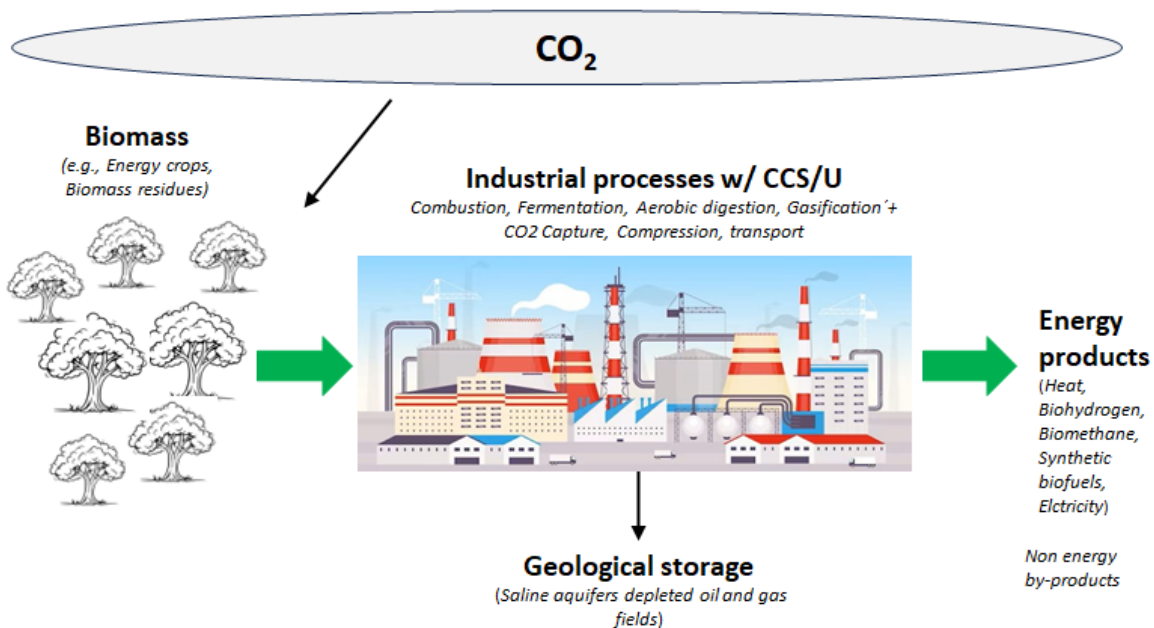 CO₂
Biomass
(e.g., Energy crops,
Biomass residues)
Industrial processes w/ CCS/U
Combustion, Fermentation, Aerobic digestion, Gasification´+
CO2 Capture, Compression, transport
Energy
products
(Heat,
Biohydrogen,
Biomethane,
Synthetic
biofuels,
Elctricity)
Non energy
by-products
Geological storage
(Saline aquifers depleted oil and gas
fields)